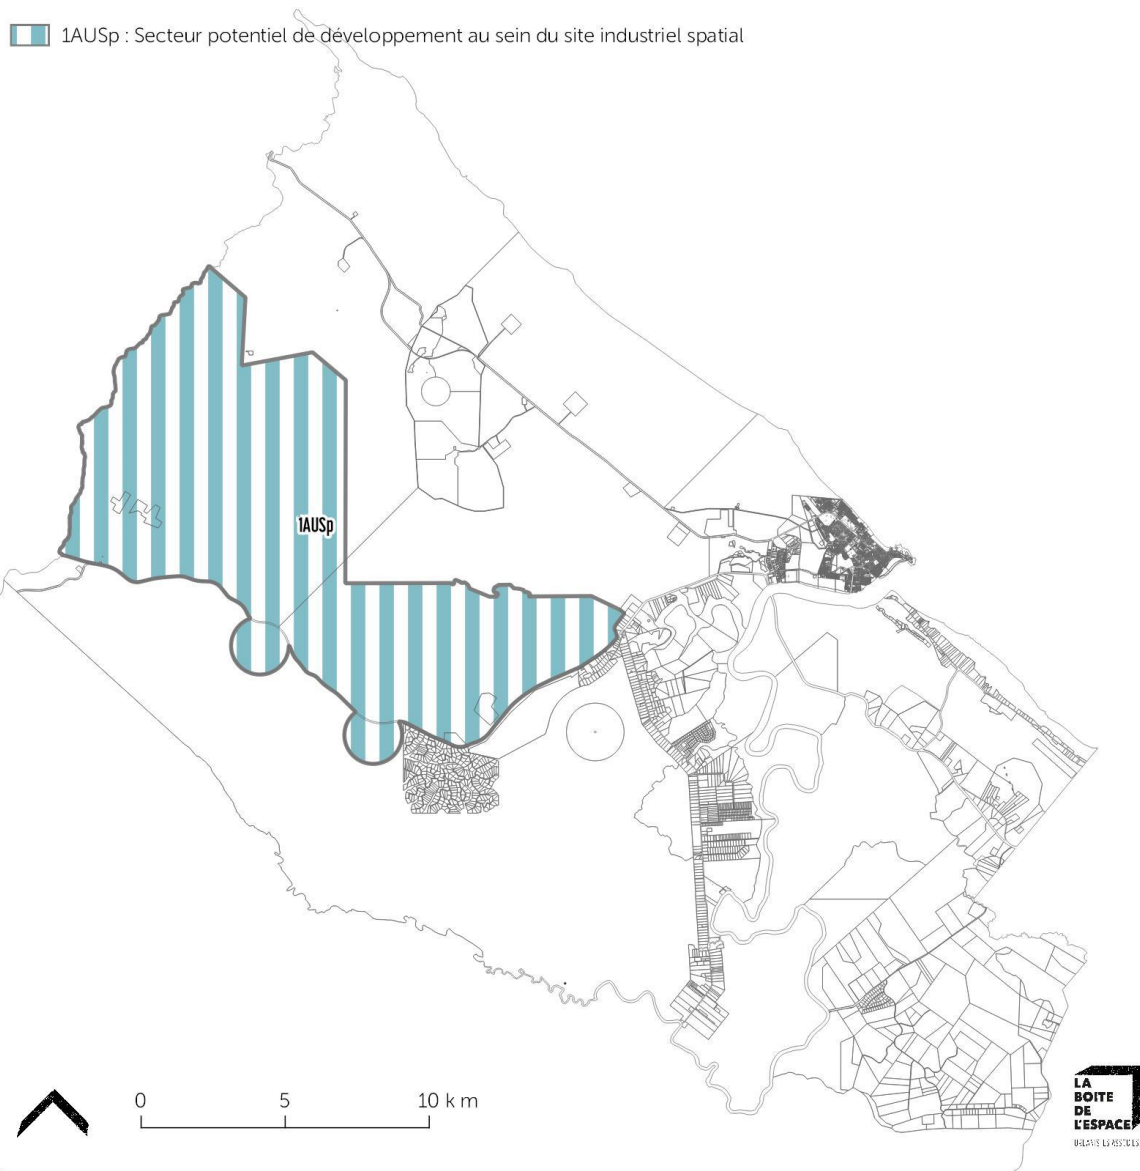 1AUSp : Secteur potentiel de développement au sein du site industriel spatial
1AUSp
0 5 10 km
LA
BOITE
DE
L'ESPACE